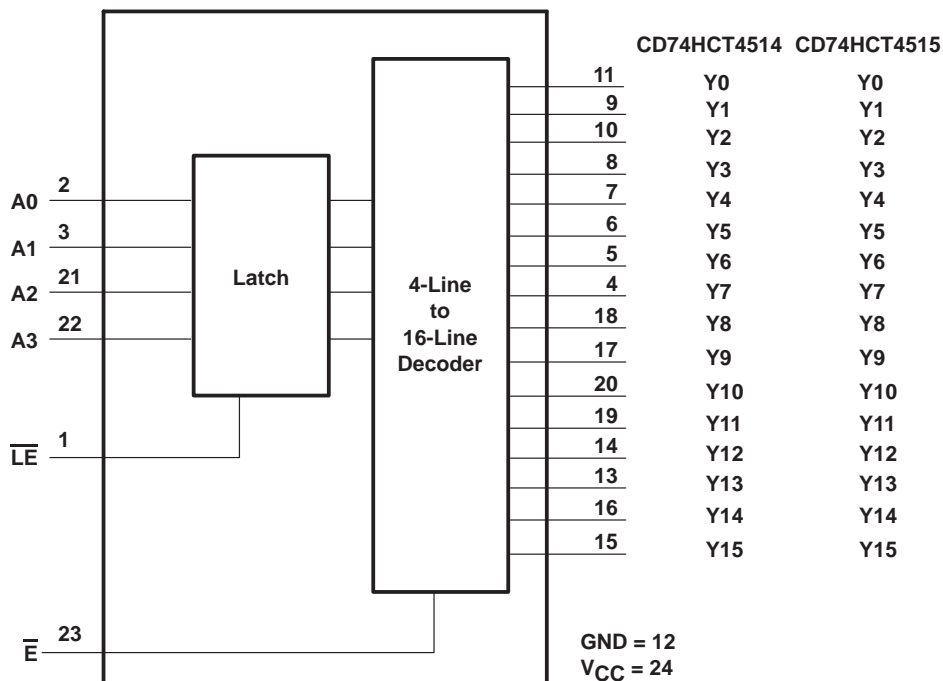 CD74HCT4514 CD74HCT4515
11 Y0 Y0
9 Y1 Y1
10 Y2 Y2
8 Y3 Y3
7 Y4 Y4
6 Y5 Y5
5 Y6 Y6
4 Y7 Y7
18 Y8 Y8
17 Y9 Y9
20 Y10 Y10
19 Y11 Y11
14 Y12 Y12
13 Y13 Y13
16 Y14 Y14
15 Y15 Y15
A0 2
A1 3
A2 21
A3 22
L̅E̅ 1
E̅ 23
Latch
4-Line
to
16-Line
Decoder
GND = 12
VCC = 24